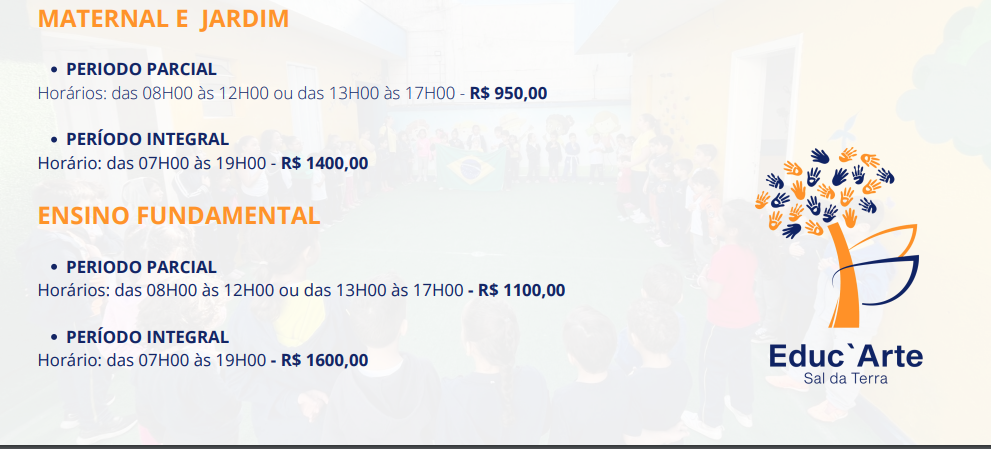 MATERNAL E JARDIM
• PERIODO PARCIAL
Horários: das 08H00 às 12H00 ou das 13H00 às 17H00 - R$ 950,00
• PERÍODO INTEGRAL
Horário: das 07H00 às 19H00 - R$ 1400,00
ENSINO FUNDAMENTAL
• PERIODO PARCIAL
Horários: das 08H00 às 12H00 ou das 13H00 às 17H00 - R$ 1100,00
• PERÍODO INTEGRAL
Horário: das 07H00 às 19H00 - R$ 1600,00
Educ`Arte
Sal da Terra